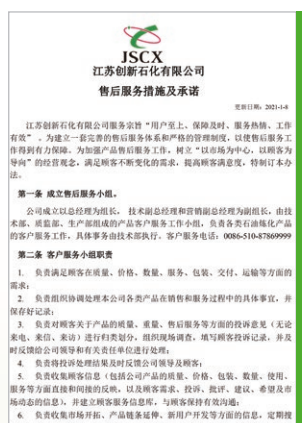 JSCX
江苏创新石化有限公司
售后服务措施及承诺
更新日期：2021-1-8
江苏创新石化有限公司服务宗旨“用户至上、保障及时、服务热情、工作
有效”。为建立一套完善的售后服务体系和严格的管理制度，以使售后服务工
作得到有力保障。为加强产品售后服务工作，树立“以市场为中心，以顾客为
导向”的经营观念，满足顾客不断变化的需求，提高顾客满意度，特制订本办
法。
第一条 成立售后服务小组。
公司成立以总经理为组长，技术副总经理和营销副总经理为副组长，由技
术部、质监部、生产部组成的产品客户服务工作小组，负责各类石油炼化产品
的客户服务工作，具体事务由技术部执行。客户服务电话：0086-510-87869999
第二条 客户服务小组职责
1. 负责满足顾客在质量、价格、数量、服务、包装、交付、运输等方面的
需求；
2. 负责组织协调处理本公司各类产品在销售和服务过程中的具体事宜，并
保存好记录；
3. 负责对顾客关于产品的质量、重量、售后服务等方面的投诉意见（无论
来电、来信、来访）进行归类划分，组织现场调查，填写顾客投诉记录，并及
时反馈给公司领导和有关责任单位进行处理；
4. 负责将投诉处理结果及时反馈公司领导及顾客；
5. 负责收集顾客信息（包括公司产品的质量、价格、包装、数量、使用、
服务等方面直接和间接的反映，以及顾客需求、投诉、批评、建议、希望及市
场动态的信息），并建立顾客服务信息库，与顾客保持有效沟通；
6. 负责收集市场开拓、产品链条延伸、新用户开发等方面的信息，定期搜